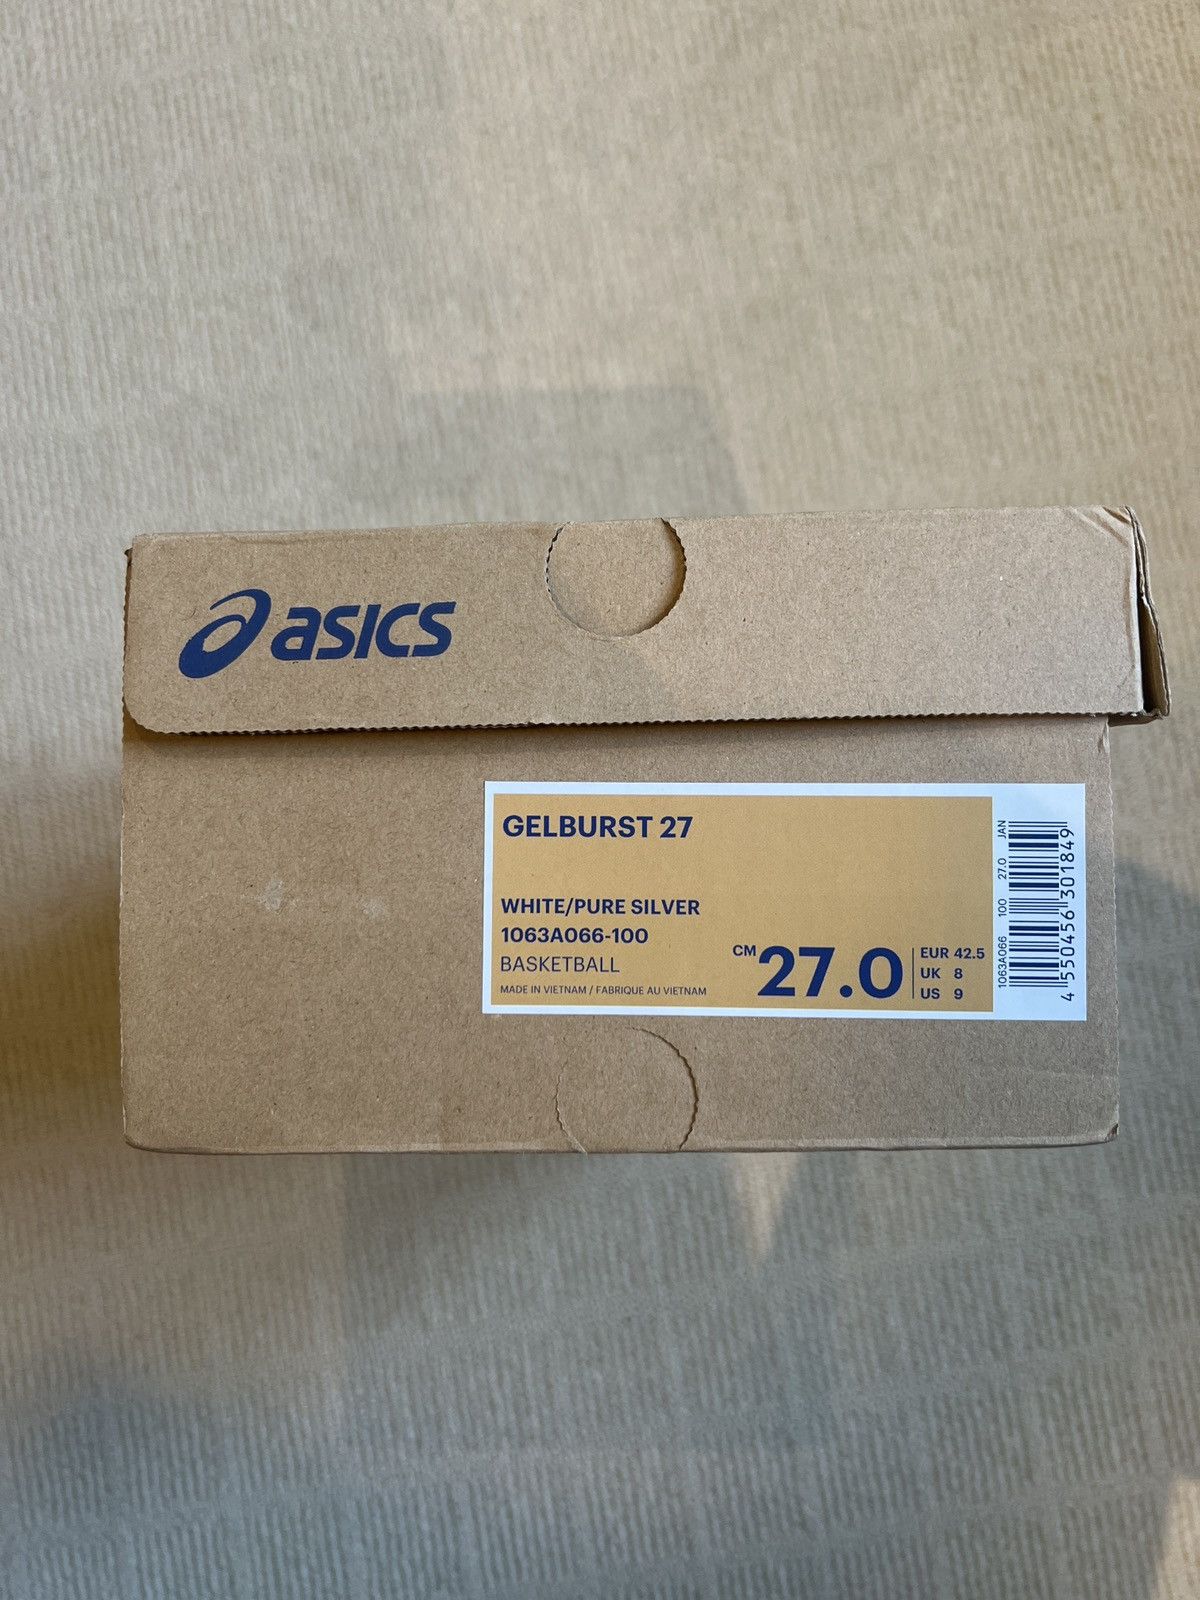 asics
GELBURST 27
WHITE/PURE SILVER
1063A066-100
BASKETBALL
MADE IN VIETNAM / FABRIQUE AU VIETNAM
CM 27.0
EUR 42.5
UK 8
US 9
1063A066 100 27.0 JAN
4 550456 301849